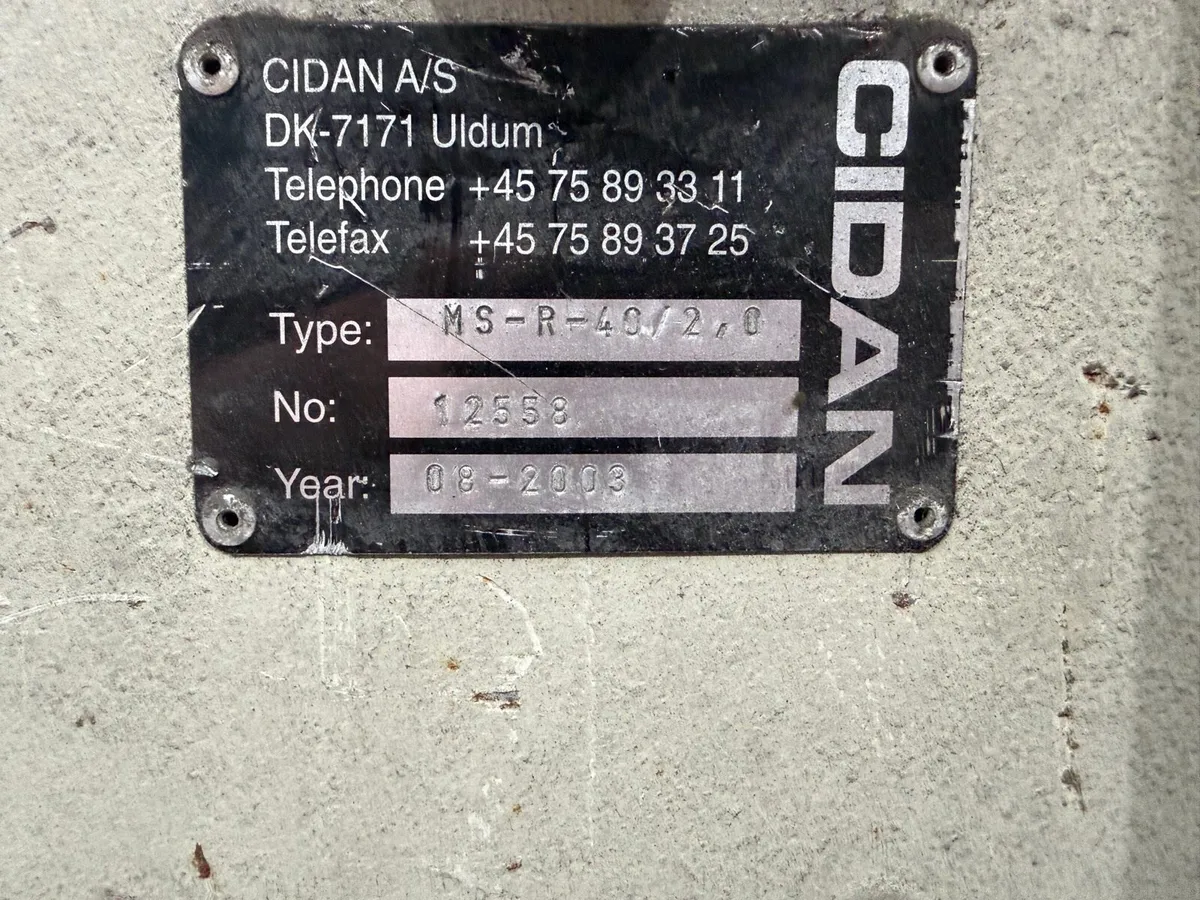 CIDAN A/S
DK-7171 Uldum
Telephone +45 75 89 33 11
Telefax +45 75 89 37 25
Type: MS-R-40/2,0
No: 12558
Year: 08-2003
CIDAN